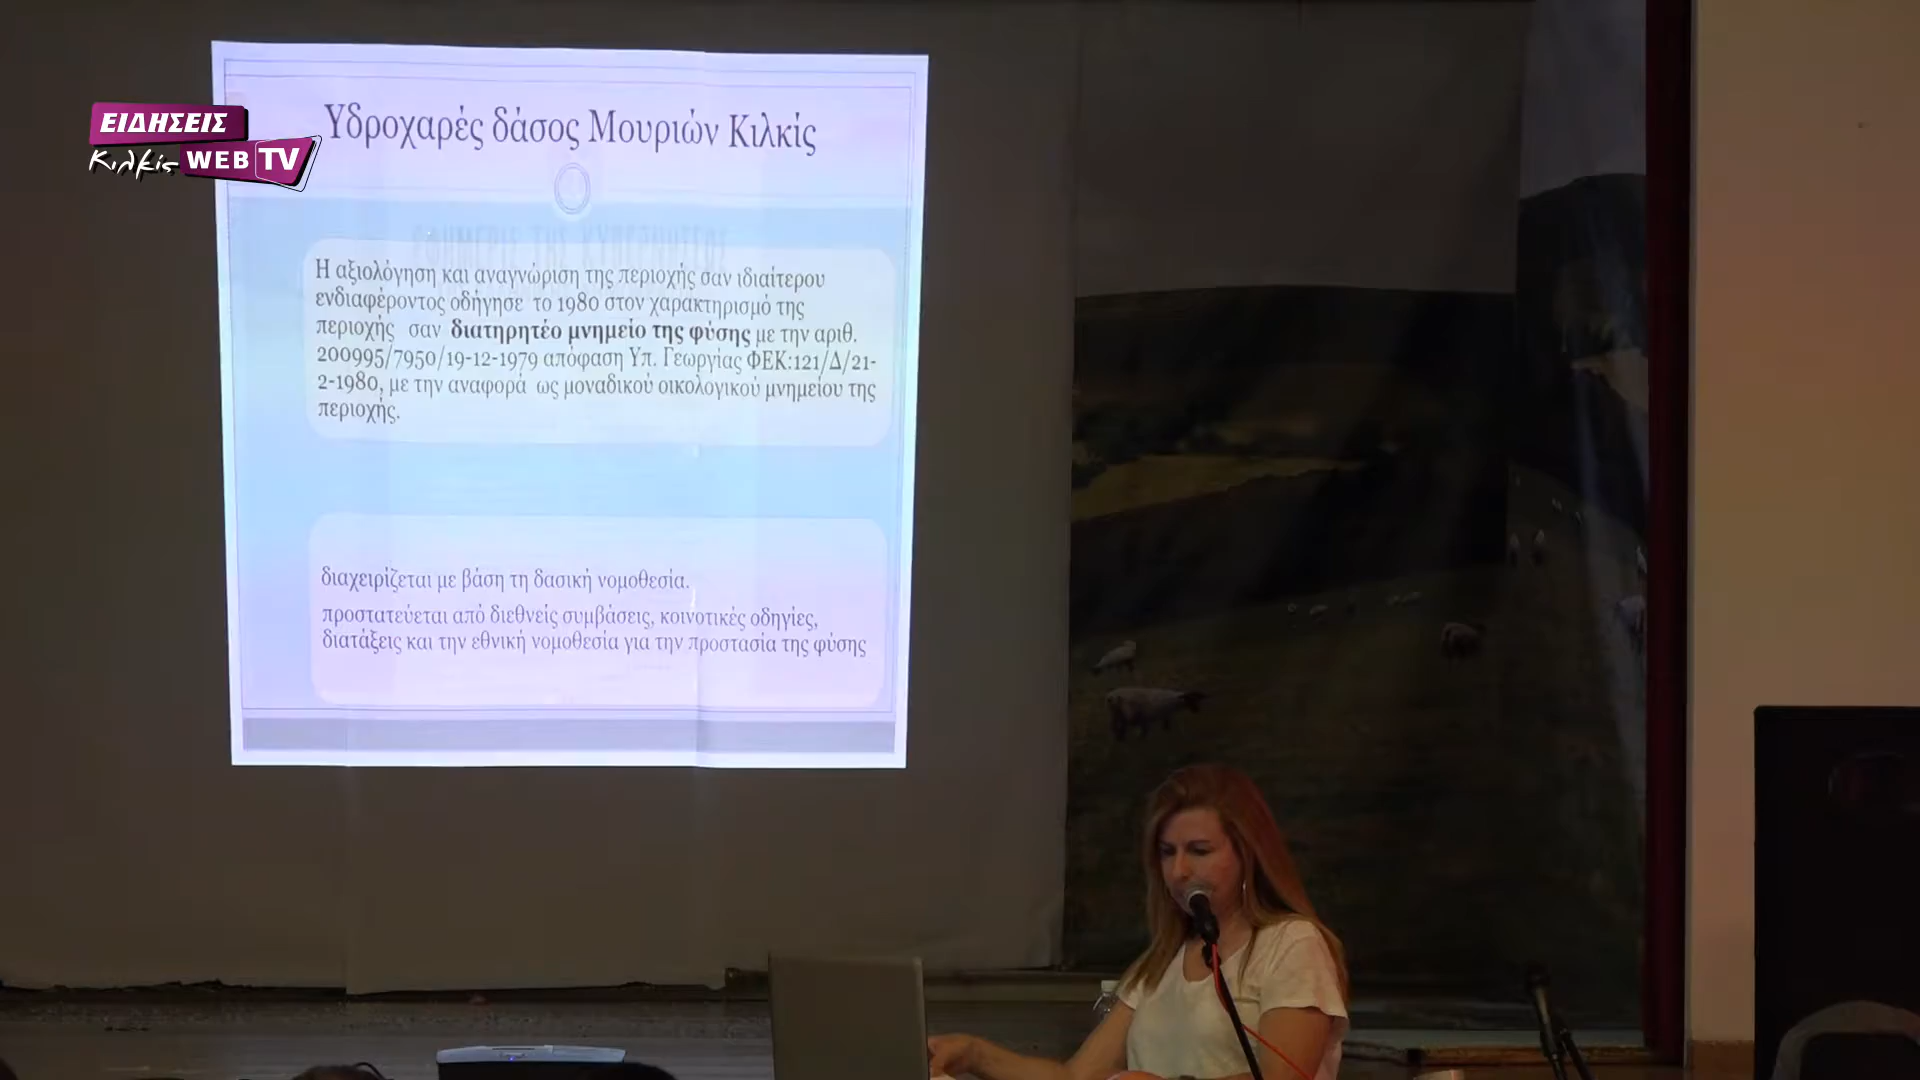 ΕΙΔΗΣΕΙΣ
Κιλκίς WEB TV
Υδροχαρές δάσος Μουριών Κιλκίς
Η αξιολόγηση και αναγνώριση της περιοχής σαν ιδιαίτερου
ενδιαφέροντος οδήγησε το 1980 στον χαρακτηρισμό της
περιοχής σαν διατηρητέο μνημείο της φύσης με την αριθ.
200995/7950/19-12-1979 απόφαση Υπ. Γεωργίας ΦΕΚ:121/Δ/21-
2-1980, με την αναφορά ως μοναδικού οικολογικού μνημείου της
περιοχής.
διαχειρίζεται με βάση τη δασική νομοθεσία.
προστατεύεται από διεθνείς συμβάσεις, κοινοτικές οδηγίες,
διατάξεις και την εθνική νομοθεσία για την προστασία της φύσης